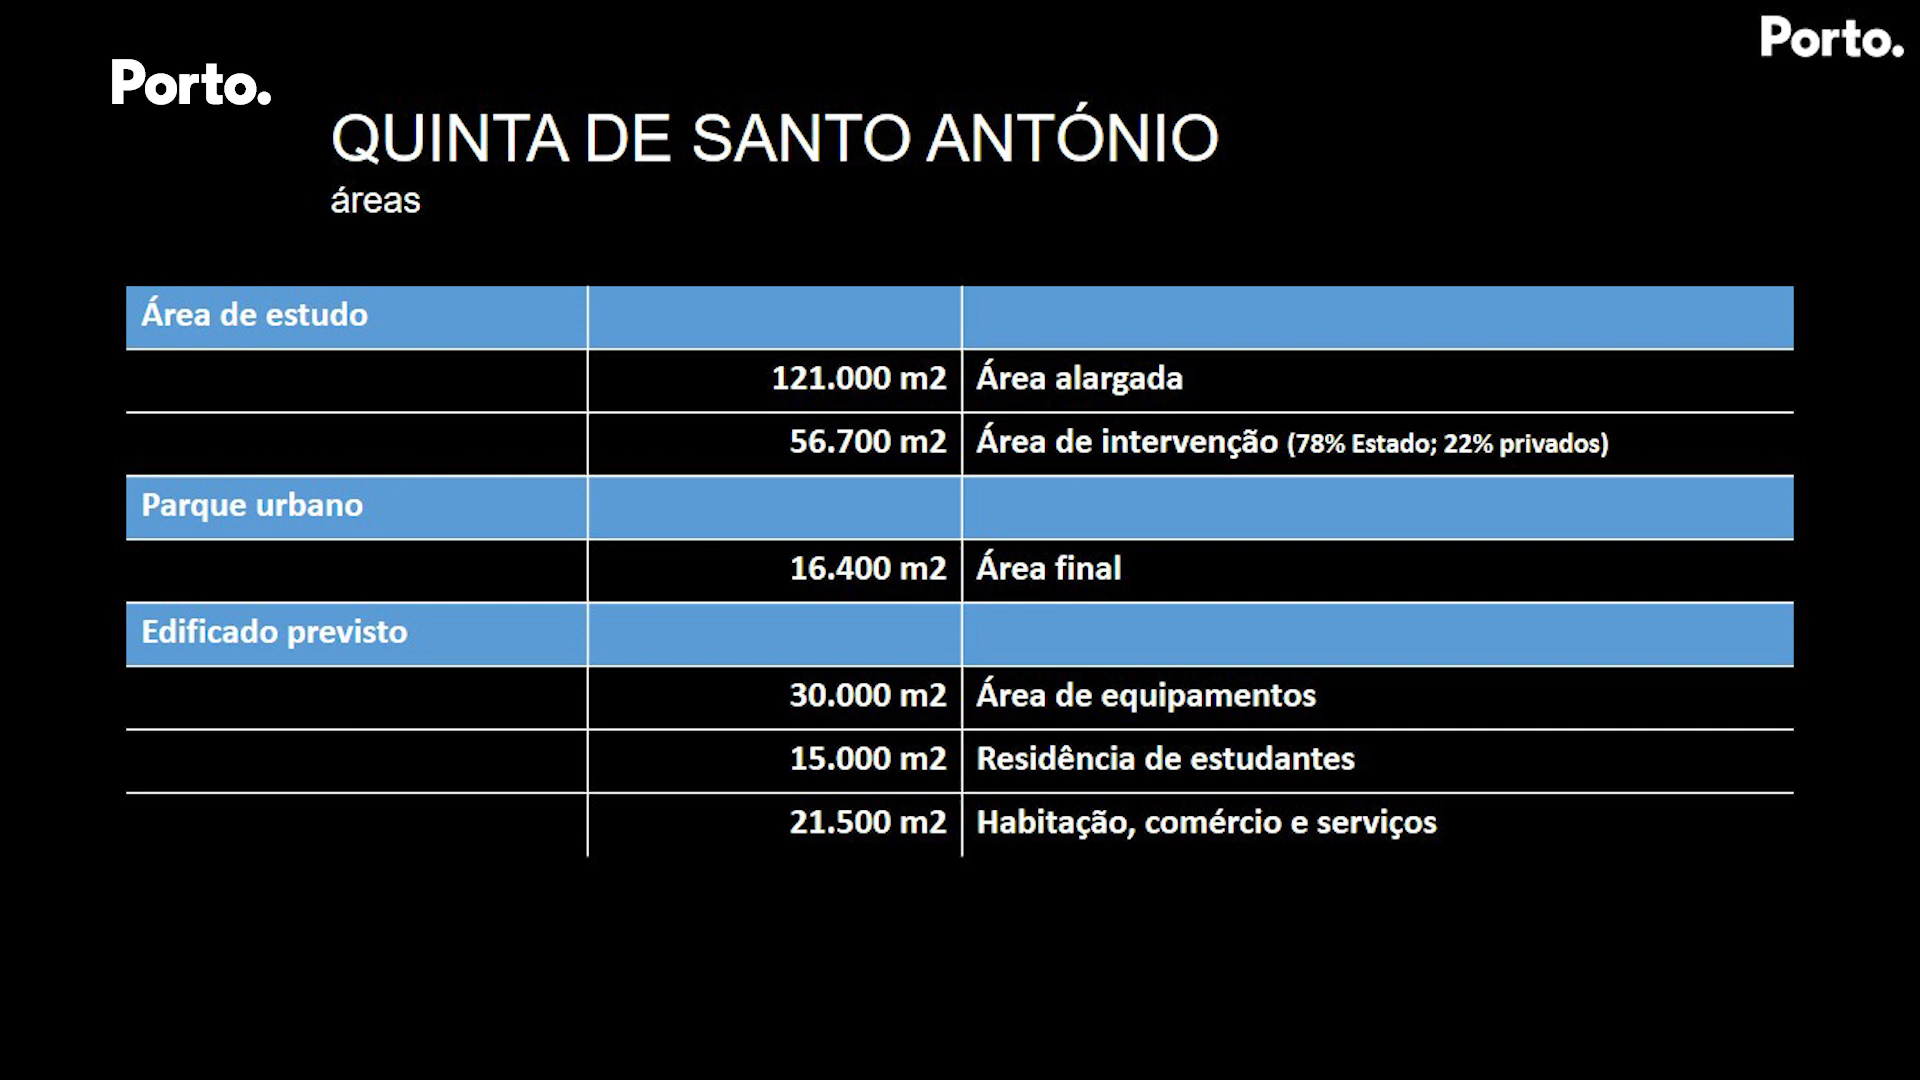 Porto.
Porto.
QUINTA DE SANTO ANTÓNIO
áreas
Área de estudo
121.000 m2 Área alargada
56.700 m2 Área de intervenção (78% Estado; 22% privados)
Parque urbano
16.400 m2 Área final
Edificado previsto
30.000 m2 Área de equipamentos
15.000 m2 Residência de estudantes
21.500 m2 Habitação, comércio e serviços